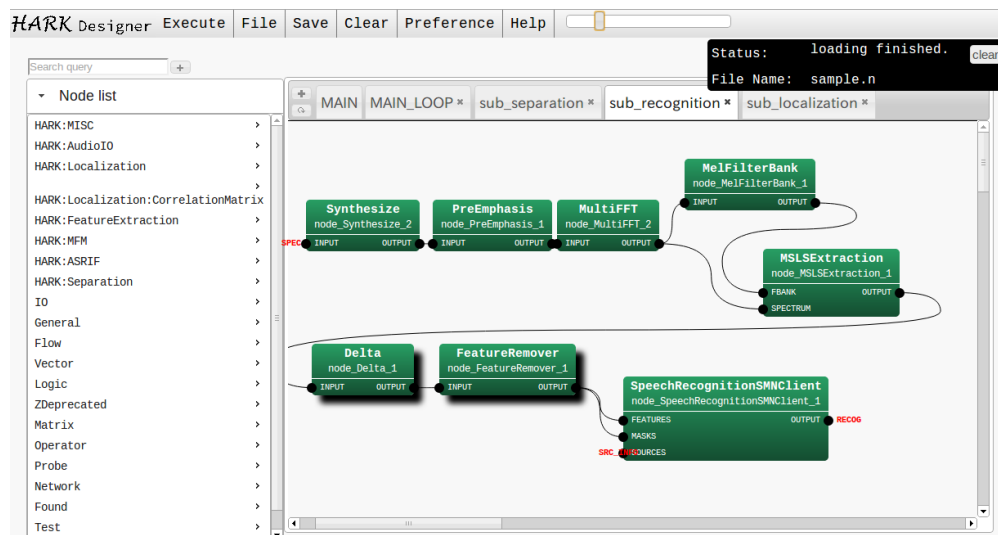 HARK Designer Execute File Save Clear Preference Help
Status: loading finished. clear
File Name: sample.n
Search query +
Node list
MAIN MAIN_LOOP × sub_separation × sub_recognition × sub_localization ×
HARK:MISC
HARK:AudioIO
HARK:Localization
HARK:Localization:CorrelationMatrix
HARK:FeatureExtraction
HARK:MFM
HARK:ASRIF
HARK:Separation
IO
General
Flow
Vector
Logic
ZDeprecated
Matrix
Operator
Probe
Network
Found
Test
MelFilterBank
node_MelFilterBank_1
INPUT OUTPUT
Synthesize
node_Synthesize_2
SPEC INPUT OUTPUT
PreEmphasis
node_PreEmphasis_1
INPUT OUTPUT
MultiFFT
node_MultiFFT_2
INPUT OUTPUT
MSLSExtraction
node_MSLSExtraction_1
FBANK OUTPUT
SPECTRUM
Delta
node_Delta_1
INPUT OUTPUT
FeatureRemover
node_FeatureRemover_1
INPUT OUTPUT
SpeechRecognitionSMNClient
node_SpeechRecognitionSMNClient_1
FEATURES OUTPUT RECOG
MASKS
SOURCES